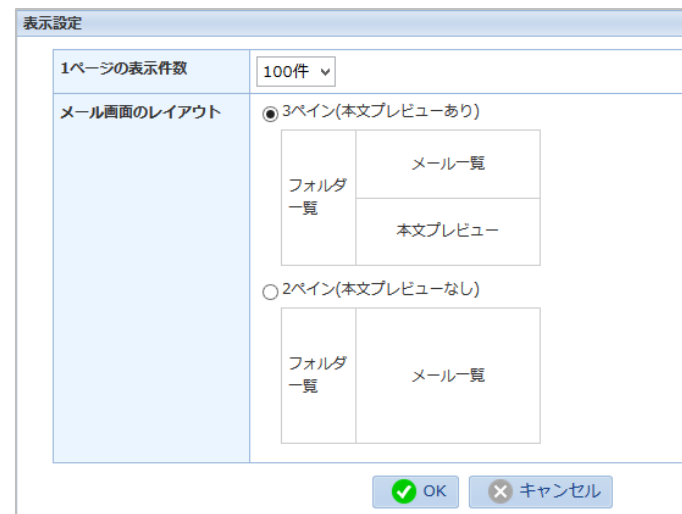 表示設定
1ページの表示件数
100件
メール画面のレイアウト
3ペイン(本文プレビューあり)
フォルダ
一覧
メール一覧
本文プレビュー
2ペイン(本文プレビューなし)
フォルダ
一覧
メール一覧
OK
キャンセル